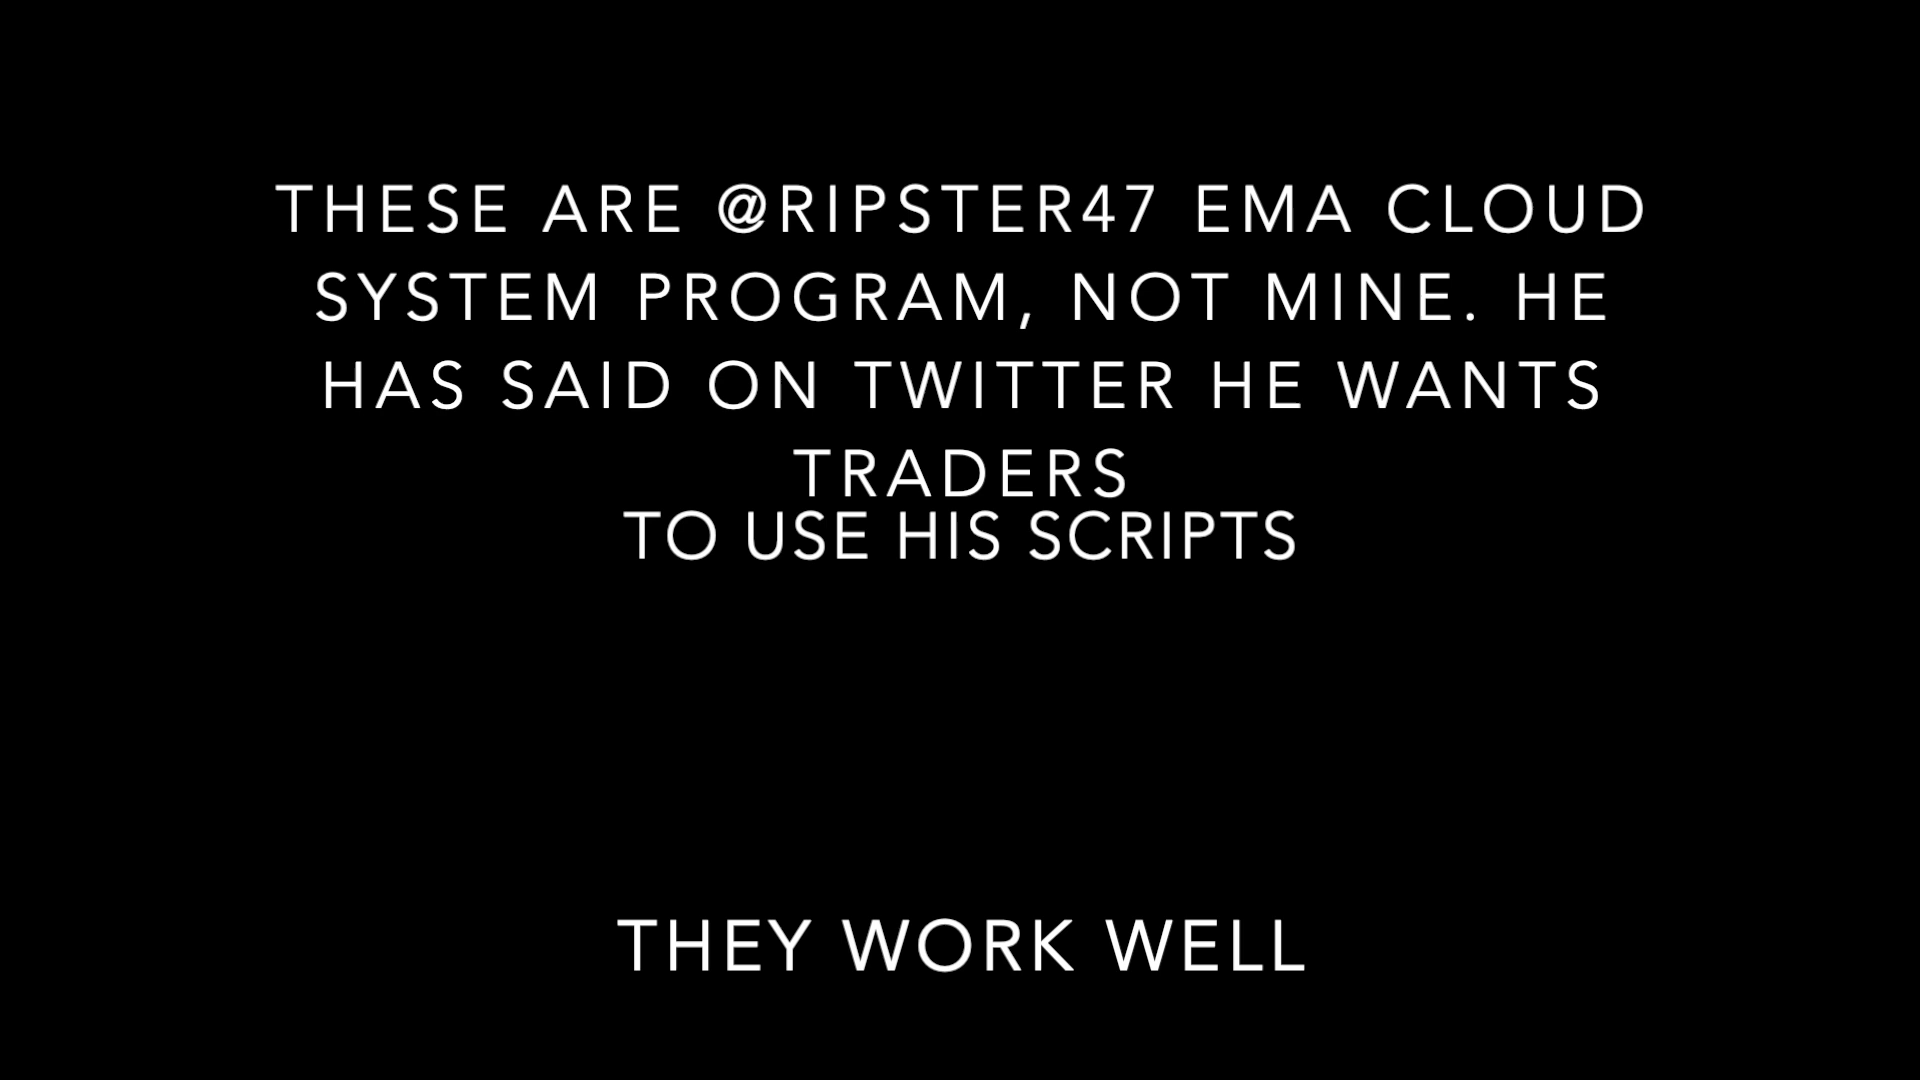 THESE ARE @RIPSTER47 EMA CLOUD
SYSTEM PROGRAM, NOT MINE. HE
HAS SAID ON TWITTER HE WANTS
TRADERS
TO USE HIS SCRIPTS
THEY WORK WELL